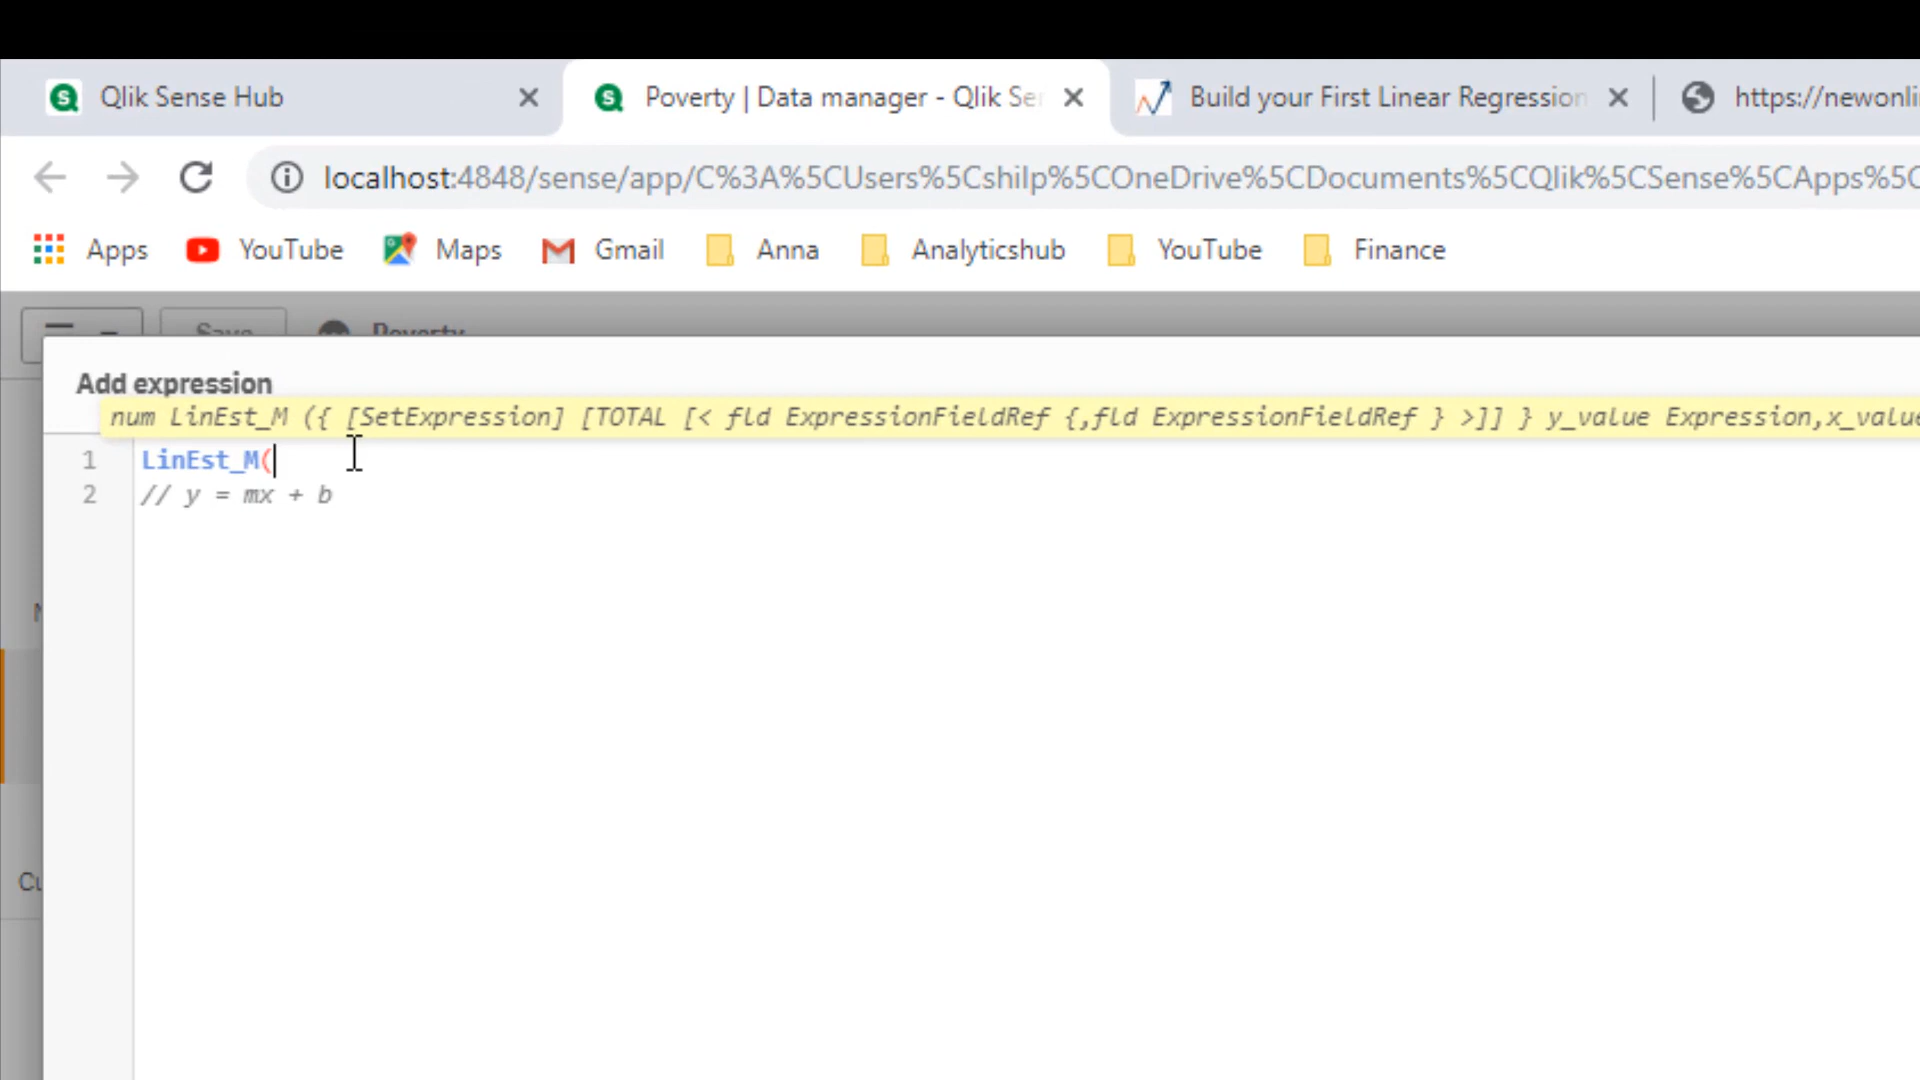 Qlik Sense Hub
Poverty | Data manager - Qlik Se
Build your First Linear Regression
https://newonli
localhost:4848/sense/app/C%3A%5CUsers%5Cshilp%5COneDrive%5CDocuments%5CQlik%5CSense%5CApps%5C
Apps
YouTube
Maps
Gmail
Anna
Analyticshub
YouTube
Finance
Save
Poverty
Add expression
num LinEst_M ({ [SetExpression] [TOTAL [< fld ExpressionFieldRef {,fld ExpressionFieldRef } >]] } y_value Expression,x_value
1 LinEst_M(
2 // y = mx + b